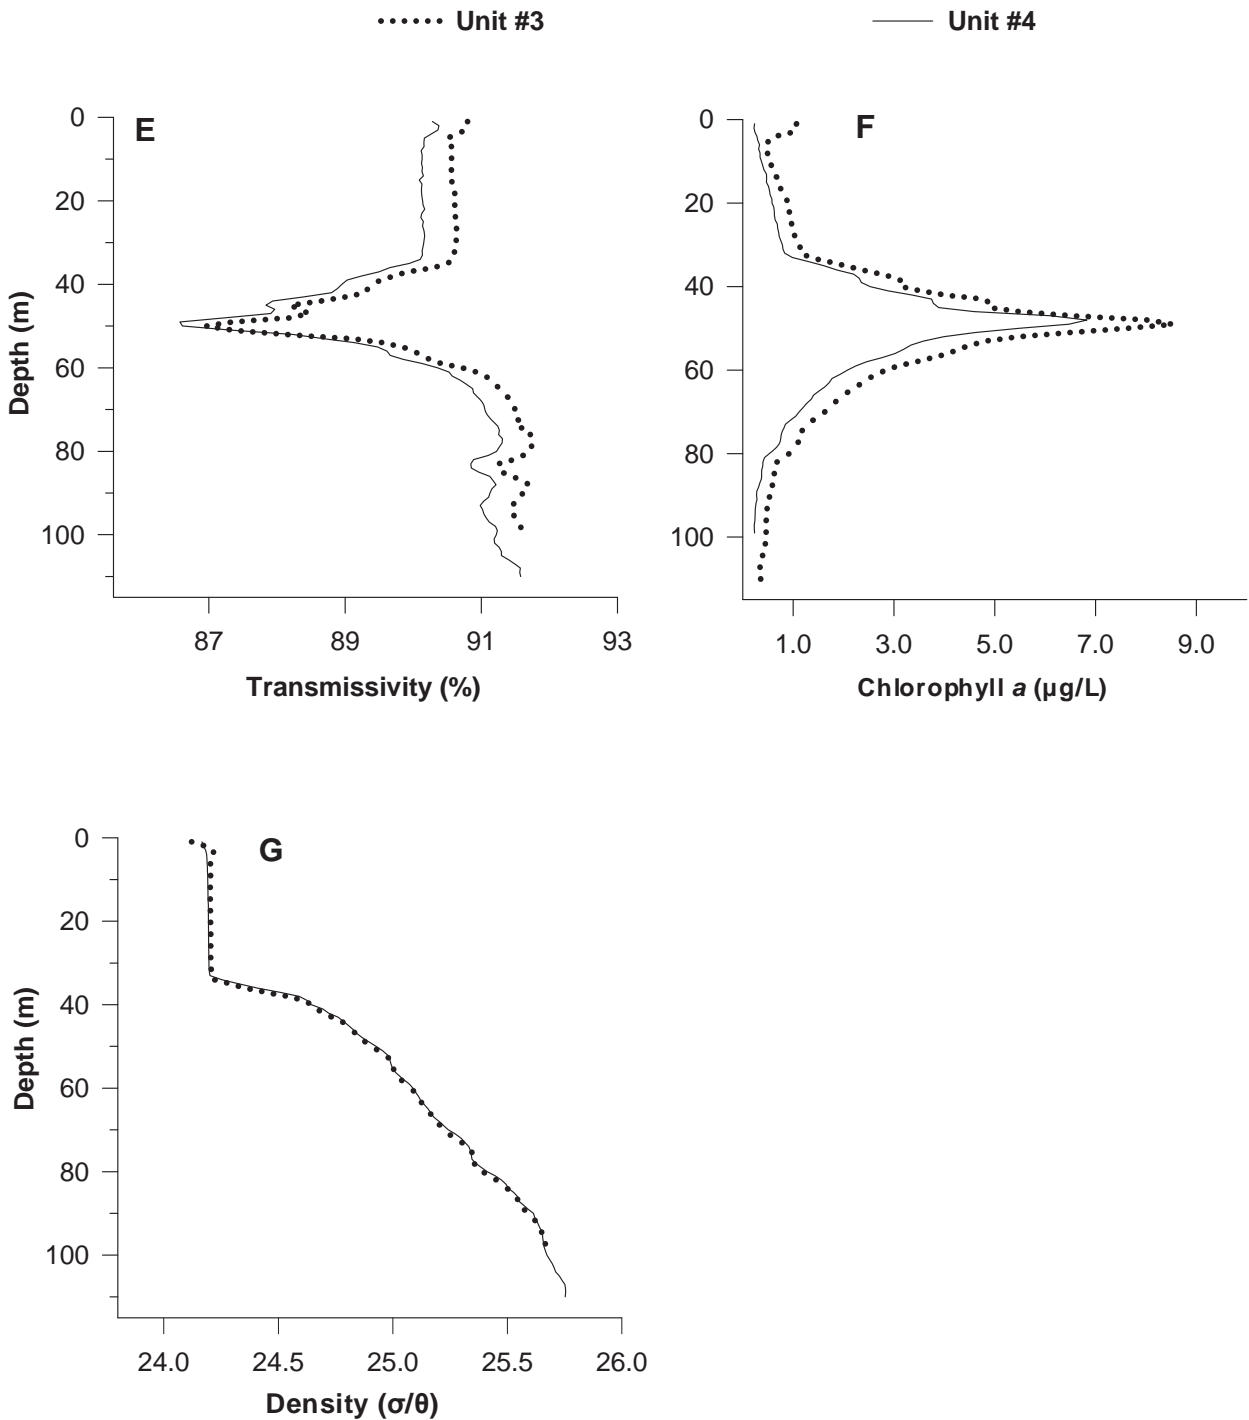 Unit #3 Unit #4
E
0
20
40
60
80
100
Depth (m)
87 89 91 93
Transmissivity (%)
F
0
20
40
60
80
100
1.0 3.0 5.0 7.0 9.0
Chlorophyll a (µg/L)
G
0
20
40
60
80
100
Depth (m)
24.0 24.5 25.0 25.5 26.0
Density (σ/θ)